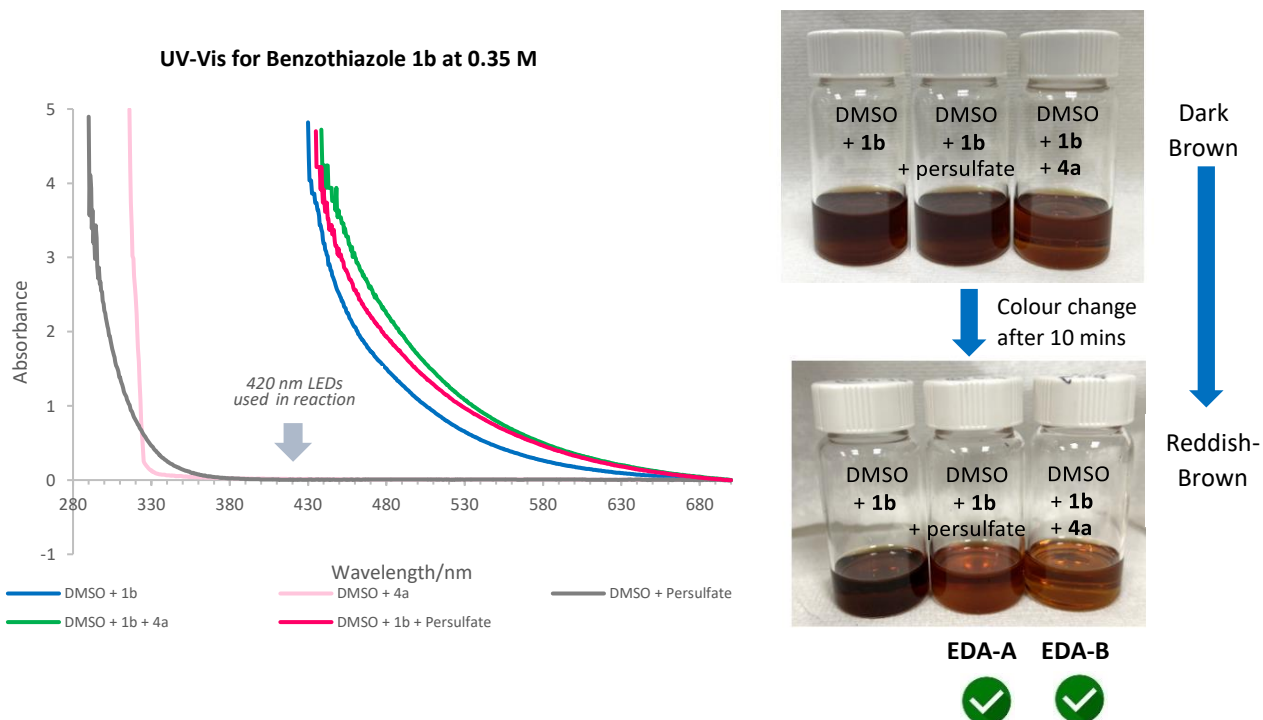 UV-Vis for Benzothiazole 1b at 0.35 M
5
4
3
2
1
0
-1
Absorbance
280 330 380 430 480 530 580 630 680
Wavelength/nm
420 nm LEDs
used in reaction
DMSO + 1b
DMSO + 4a
DMSO + Persulfate
DMSO + 1b + 4a
DMSO + 1b + Persulfate
DMSO
+ 1b
DMSO
+ 1b
+ persulfate
DMSO
+ 1b
+ 4a
Dark
Brown
Colour change
after 10 mins
DMSO
+ 1b
DMSO
+ 1b
+ persulfate
DMSO
+ 1b
+ 4a
Reddish-
Brown
EDA-A
EDA-B